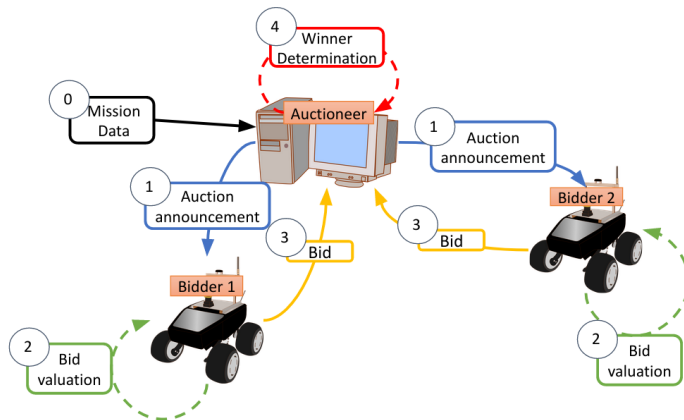 4
Winner
Determination
0
Mission
Data
Auctioneer
1
Auction
announcement
1
Auction
announcement
Bidder 2
3
Bid
3
Bid
Bidder 1
2
Bid
valuation
2
Bid
valuation